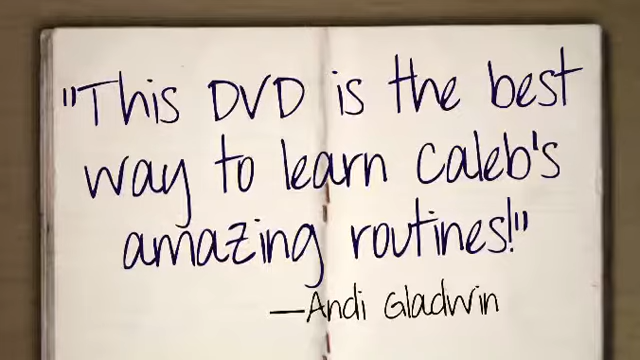 "This DVD is the best
way to learn Caleb's
amazing routines!"
—Andi Gladwin